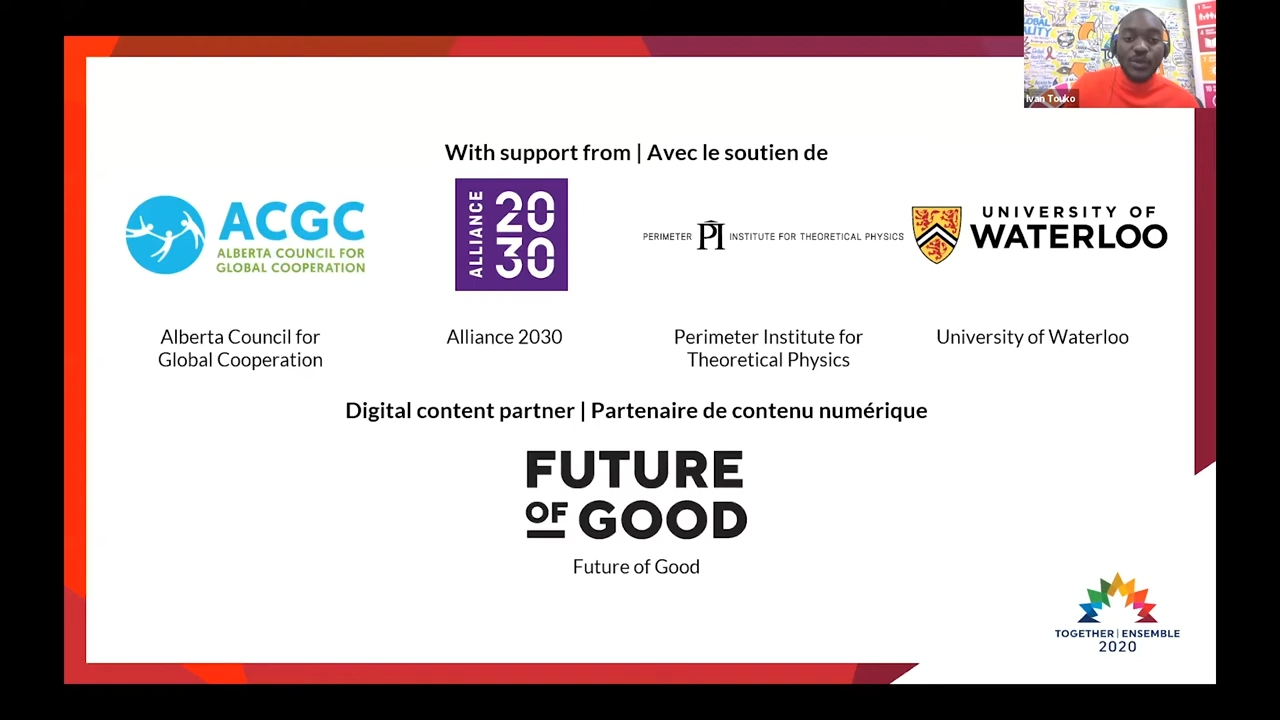 Ivan Touko
With support from | Avec le soutien de
ACGC
ALBERTA COUNCIL FOR
GLOBAL COOPERATION
ALLIANCE
20
30
PERIMETER PI INSTITUTE FOR THEORETICAL PHYSICS
UNIVERSITY OF
WATERLOO
Alberta Council for
Global Cooperation
Alliance 2030
Perimeter Institute for
Theoretical Physics
University of Waterloo
Digital content partner | Partenaire de contenu numérique
FUTURE
OF GOOD
Future of Good
TOGETHER | ENSEMBLE
2020